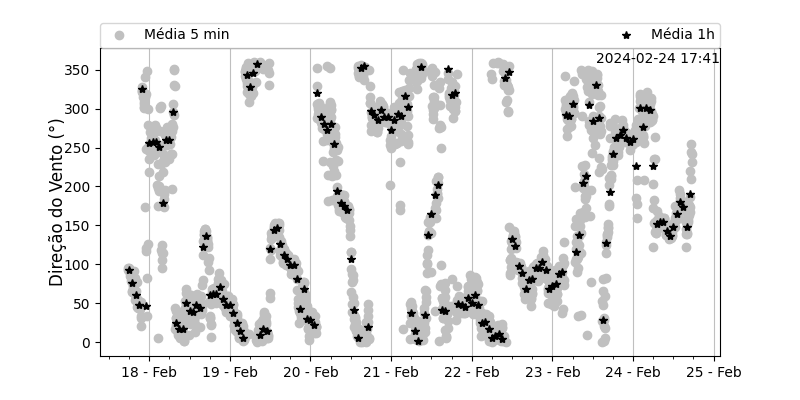 Média 5 min
Média 1h
2024-02-24 17:41
Direção do Vento (°)
350
300
250
200
150
100
50
0
18 - Feb
19 - Feb
20 - Feb
21 - Feb
22 - Feb
23 - Feb
24 - Feb
25 - Feb